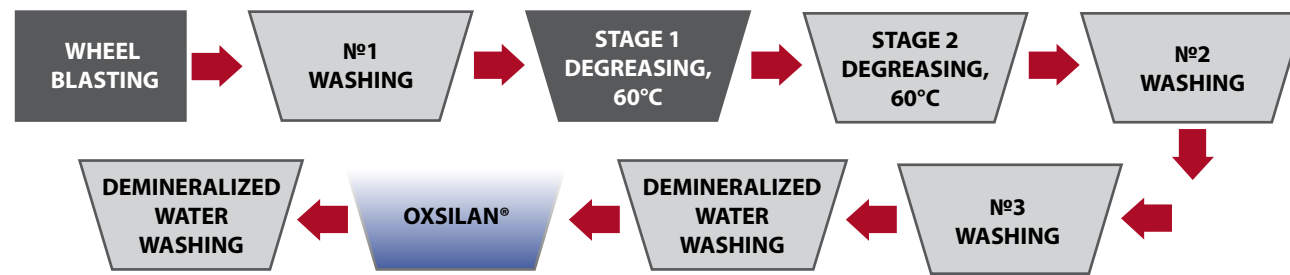 WHEEL
BLASTING
№1
WASHING
STAGE 1
DEGREASING,
60°C
STAGE 2
DEGREASING,
60°C
№2
WASHING
DEMINERALIZED
WATER
WASHING
OXSILAN®
DEMINERALIZED
WATER
WASHING
№3
WASHING